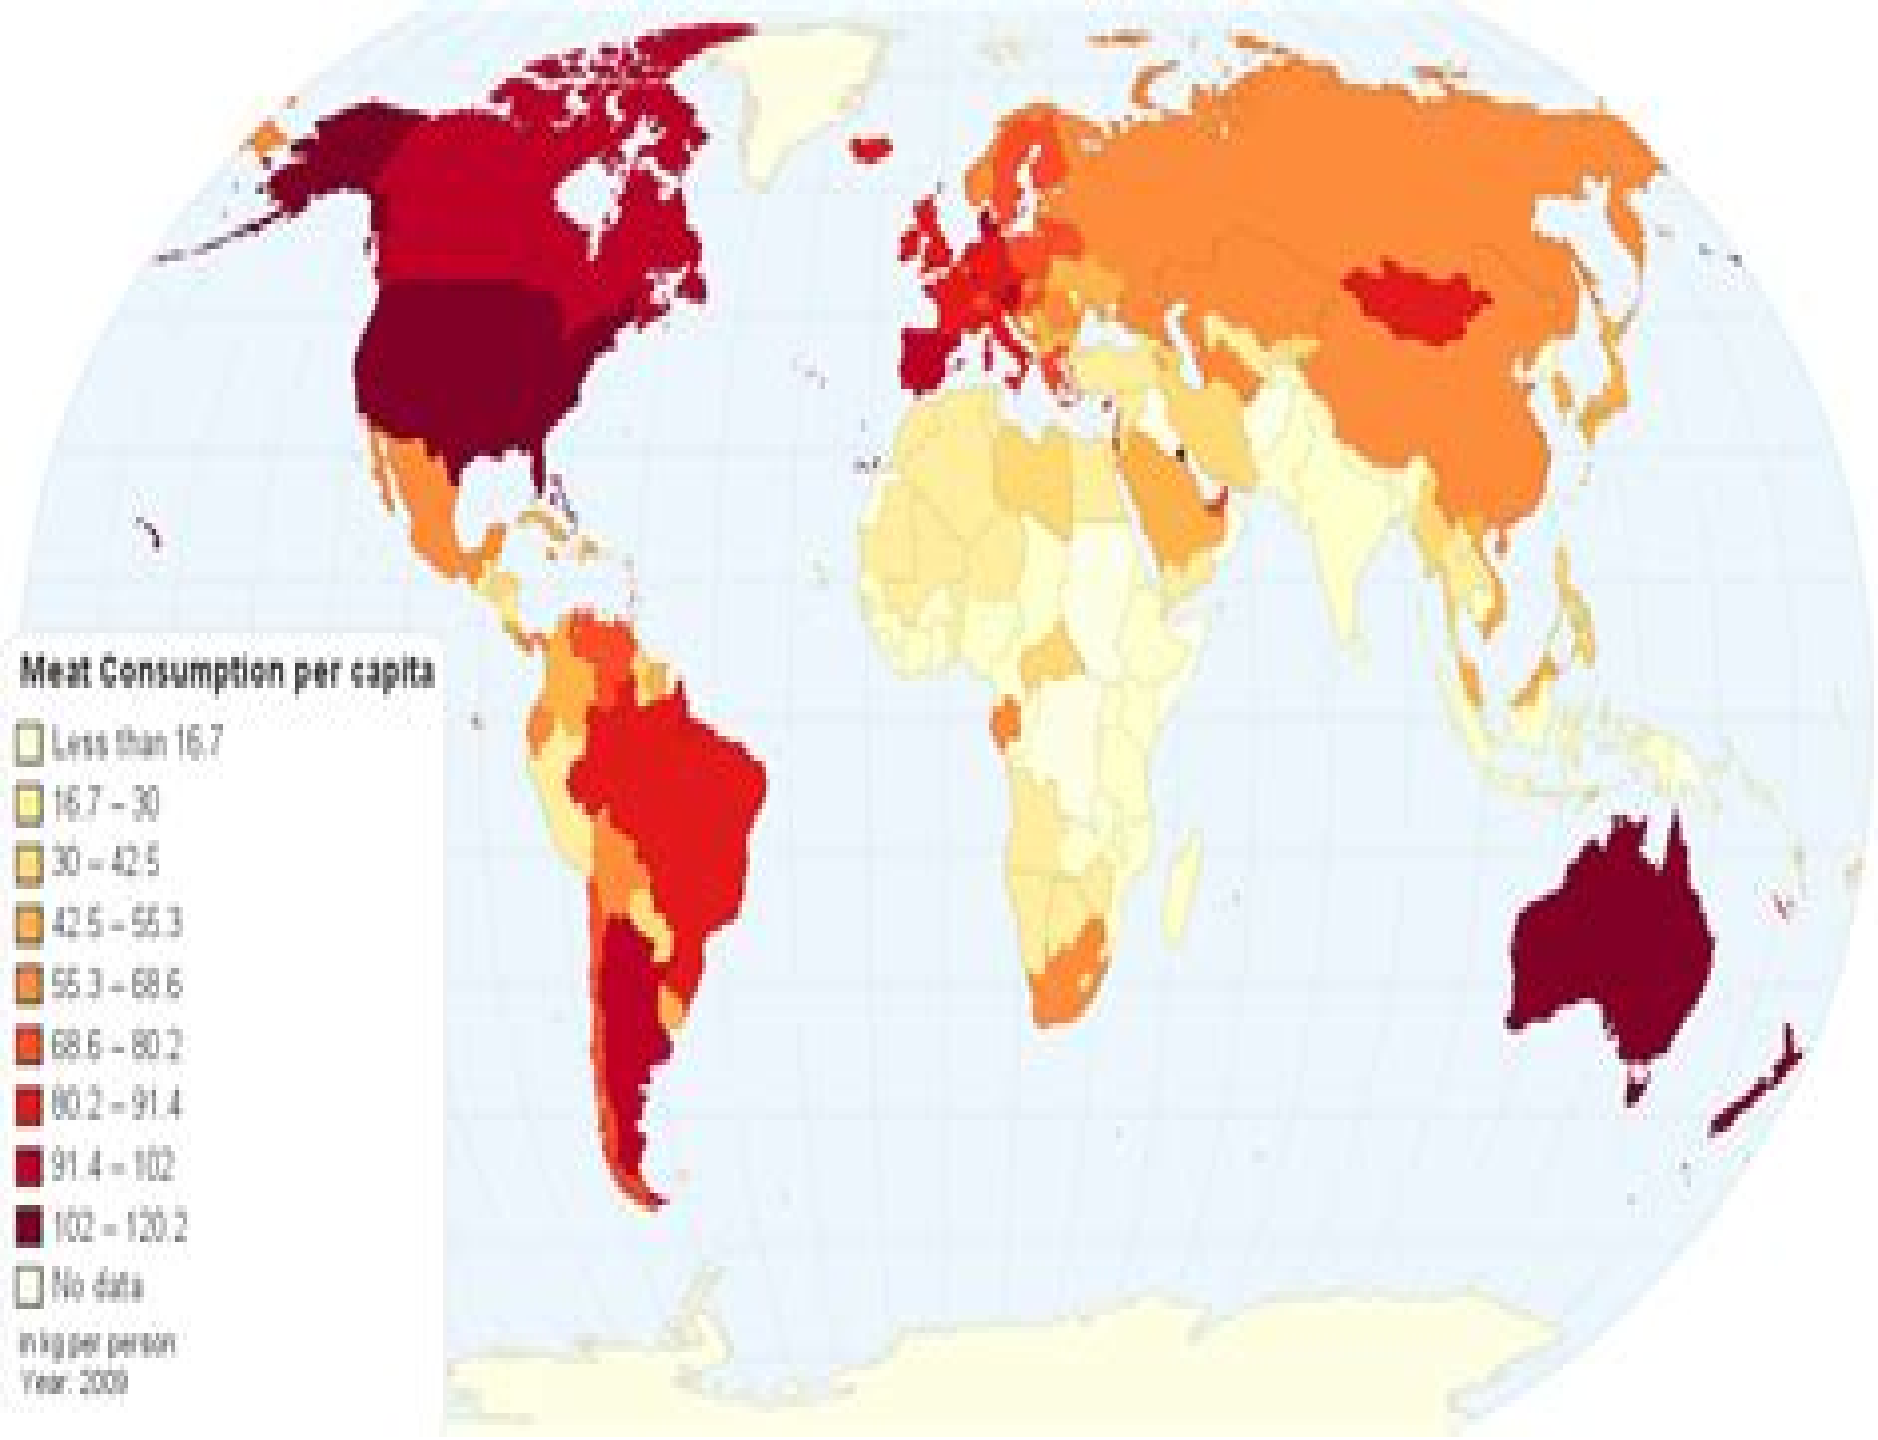 Meat Consumption per capita
Less than 16.7
16.7 – 30
30 – 42.5
42.5 – 55.3
55.3 – 68.6
68.6 – 80.2
80.2 – 91.4
91.4 – 102
102 – 120.2
No data
in kg per person
Year: 2009